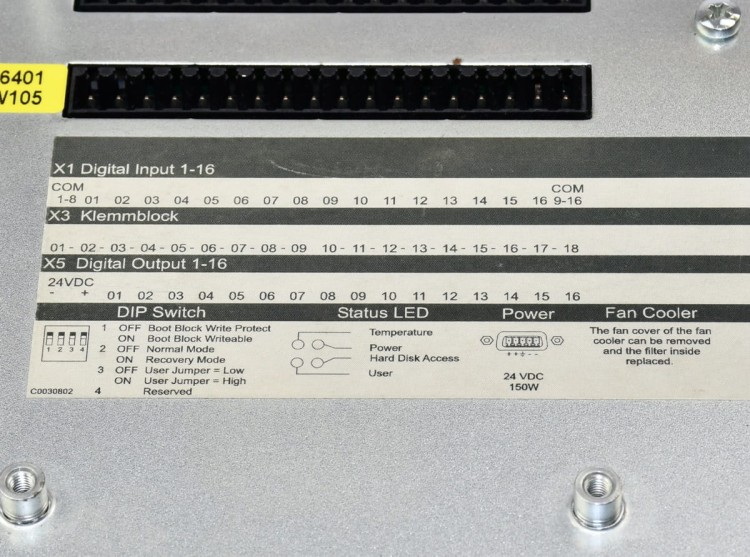 6401
V105
X1 Digital Input 1-16
COM COM
1-8 01 02 03 04 05 06 07 08 09 10 11 12 13 14 15 16 9-16
X3 Klemmblock
01 - 02 - 03 - 04 - 05 - 06 - 07 - 08 - 09 10 - 11 - 12 - 13 - 14 - 15 - 16 - 17 - 18
X5 Digital Output 1-16
24VDC
- + 01 02 03 04 05 06 07 08 09 10 11 12 13 14 15 16
DIP Switch Status LED Power Fan Cooler
1 OFF Boot Block Write Protect
ON Boot Block Writeable
2 OFF Normal Mode
ON Recovery Mode
3 OFF User Jumper = Low
ON User Jumper = High
4 Reserved
1 2 3 4
C0030802
Temperature
Power
Hard Disk Access
User
+ + ⏚ - -
24 VDC
150W
The fan cover of the fan
cooler can be removed
and the filter inside
replaced.